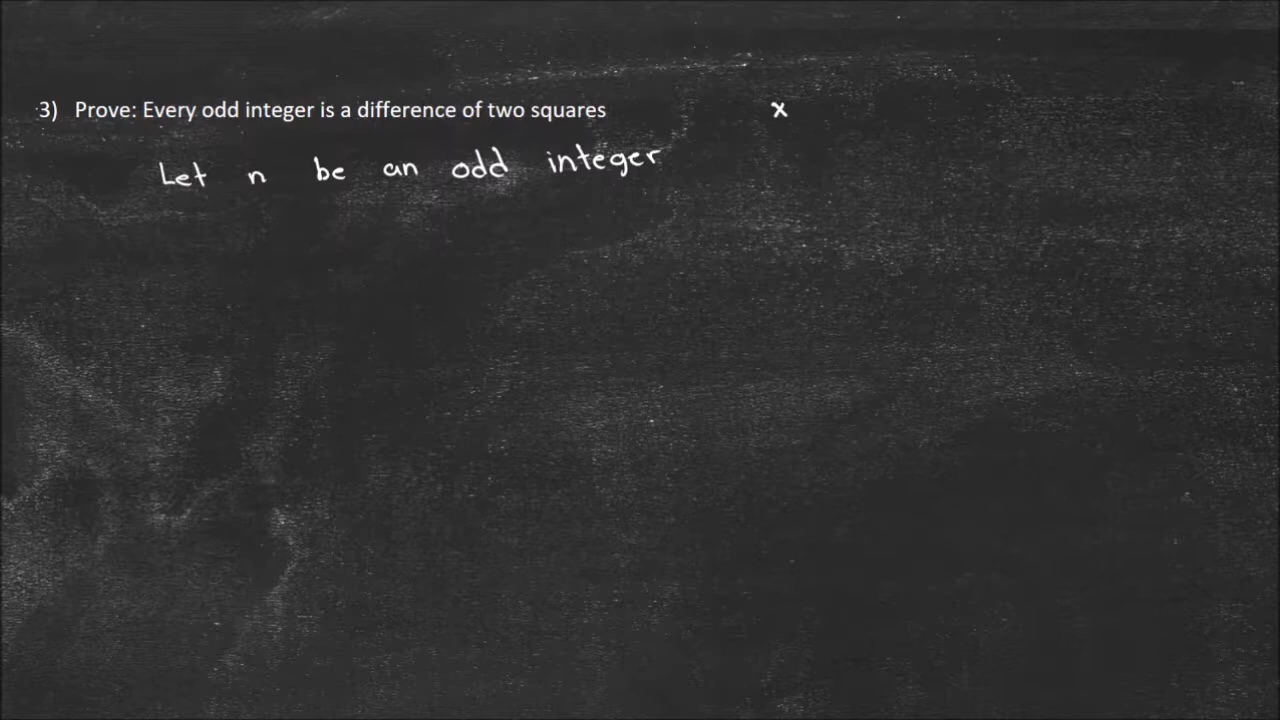 3) Prove: Every odd integer is a difference of two squares x
Let n be an odd integer